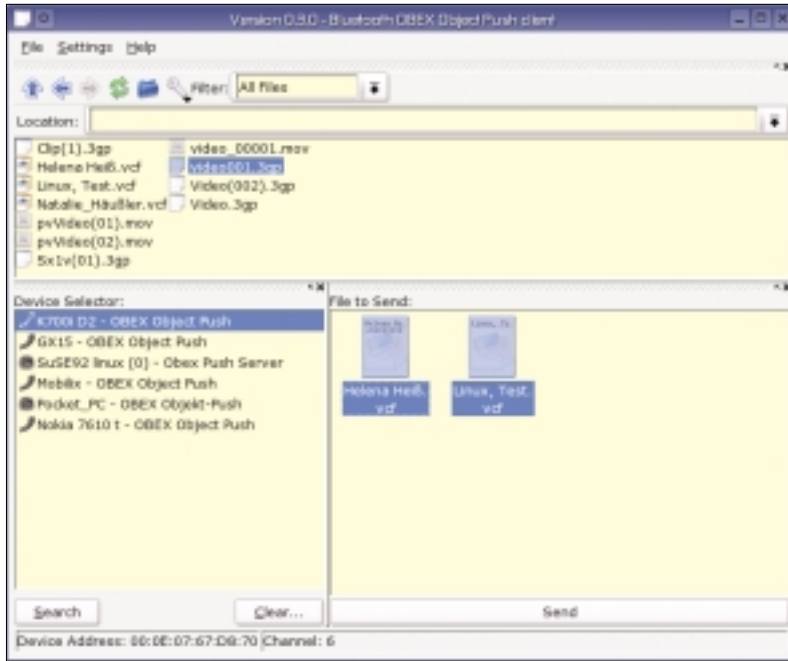 Version 0.9.0 - Bluetooth OBEX Object Push client
File Settings Help
Filter: All Files
Location:
Clip(1).3gp
Helena Heiß.vcf
Linux, Test.vcf
Natalie_Häußler.vcf
pvVideo(01).mov
pvVideo(02).mov
Sx1v(01).3gp
video_00001.mov
video001.3gp
Video(002).3gp
Video.3gp
Device Selector:
K700i D2 - OBEX Object Push
GX15 - OBEX Object Push
SuSE92 linux [0] - Obex Push Server
Mobilix - OBEX Object Push
Pocket_PC - OBEX Objekt-Push
Nokia 7610 t - OBEX Object Push
Search
Clear...
File to Send:
Helena Heiß.
vcf
Linux, Test.
vcf
Send
Device Address: 00:0E:07:67:D8:70 Channel: 6